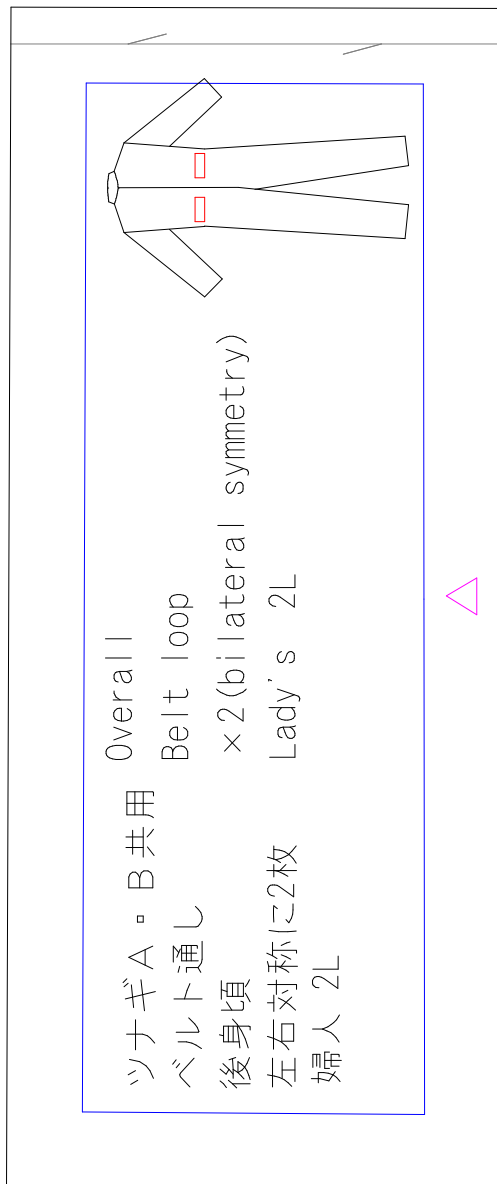 ツナギA・B共用
ベルト通し
後身頃
左右対称に2枚
婦人 2L
Overall
Belt loop
×2(bilateral symmetry)
Lady's 2L